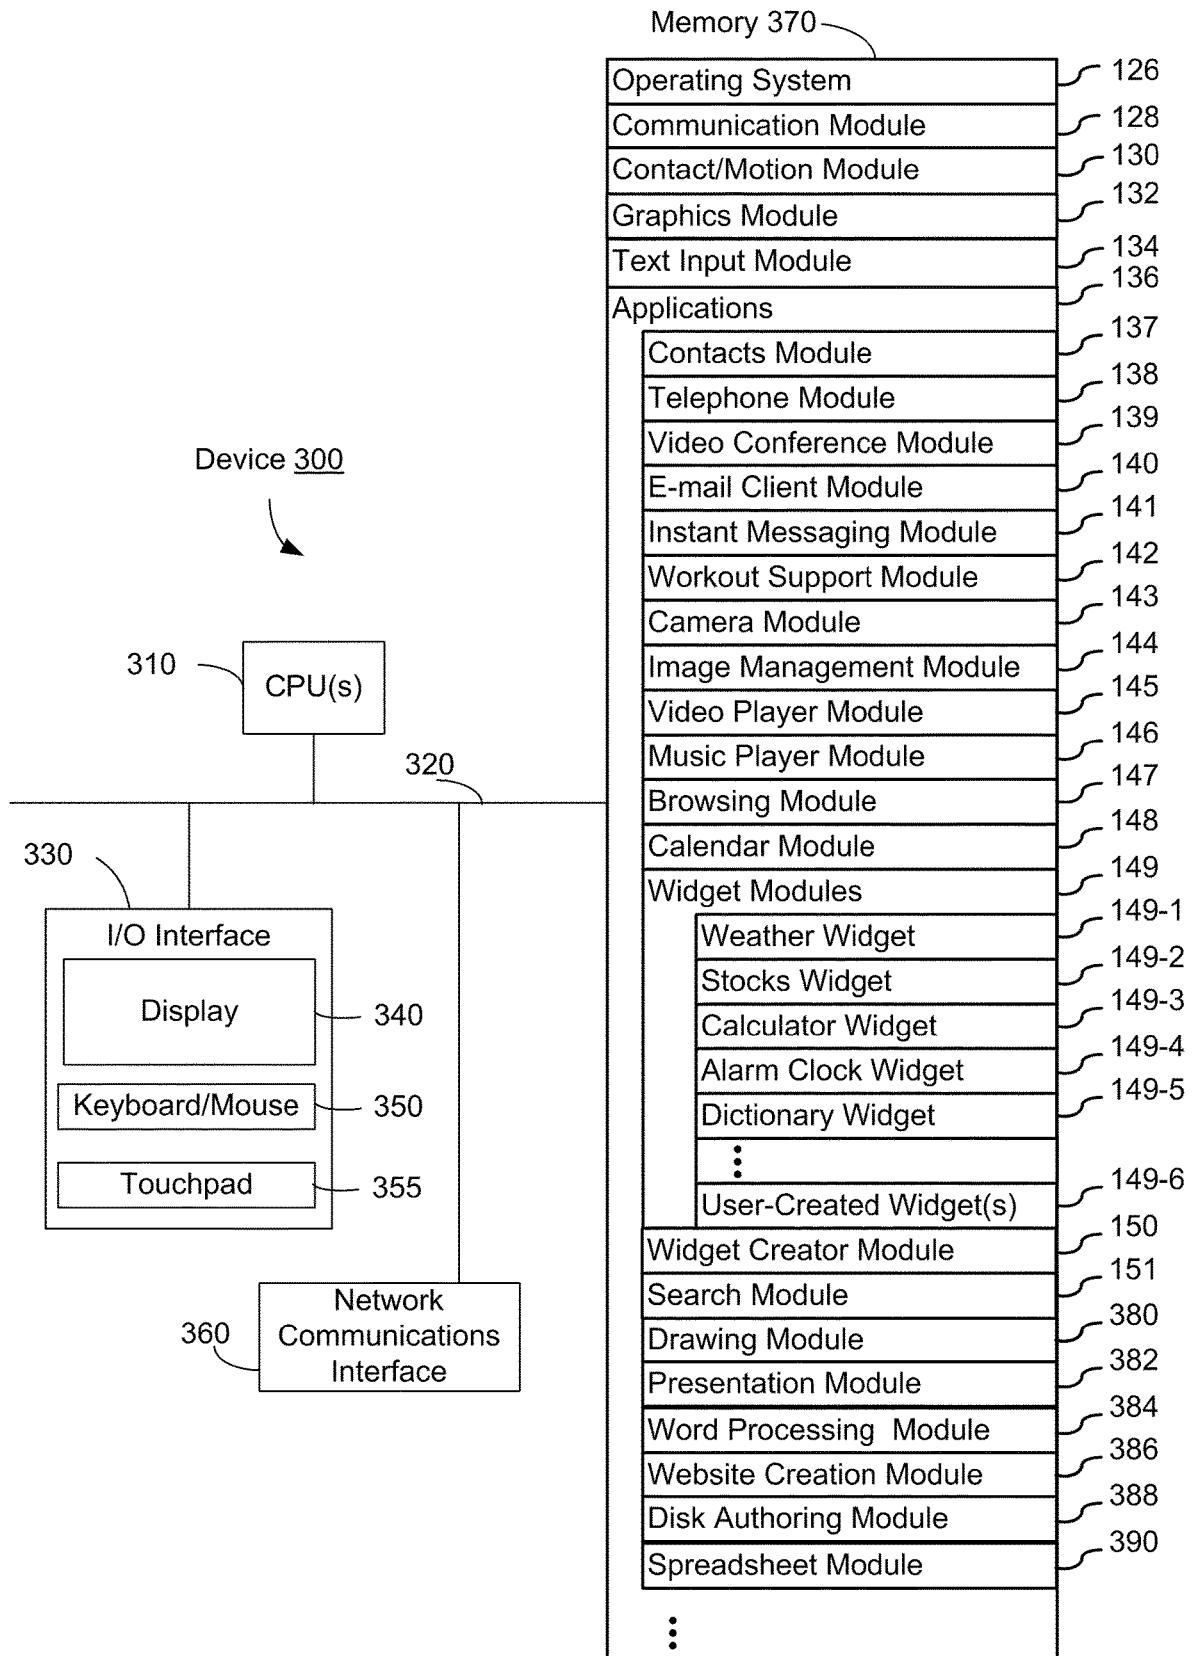 Memory 370
Operating System 126
Communication Module 128
Contact/Motion Module 130
Graphics Module 132
Text Input Module 134
Applications 136
Contacts Module 137
Telephone Module 138
Video Conference Module 139
E-mail Client Module 140
Instant Messaging Module 141
Workout Support Module 142
Camera Module 143
Image Management Module 144
Video Player Module 145
Music Player Module 146
Browsing Module 147
Calendar Module 148
Widget Modules 149
Weather Widget 149-1
Stocks Widget 149-2
Calculator Widget 149-3
Alarm Clock Widget 149-4
Dictionary Widget 149-5
User-Created Widget(s) 149-6
Widget Creator Module 150
Search Module 151
Drawing Module 380
Presentation Module 382
Word Processing Module 384
Website Creation Module 386
Disk Authoring Module 388
Spreadsheet Module 390
Device 300
310
CPU(s)
320
330
I/O Interface
Display 340
Keyboard/Mouse 350
Touchpad 355
360
Network
Communications
Interface